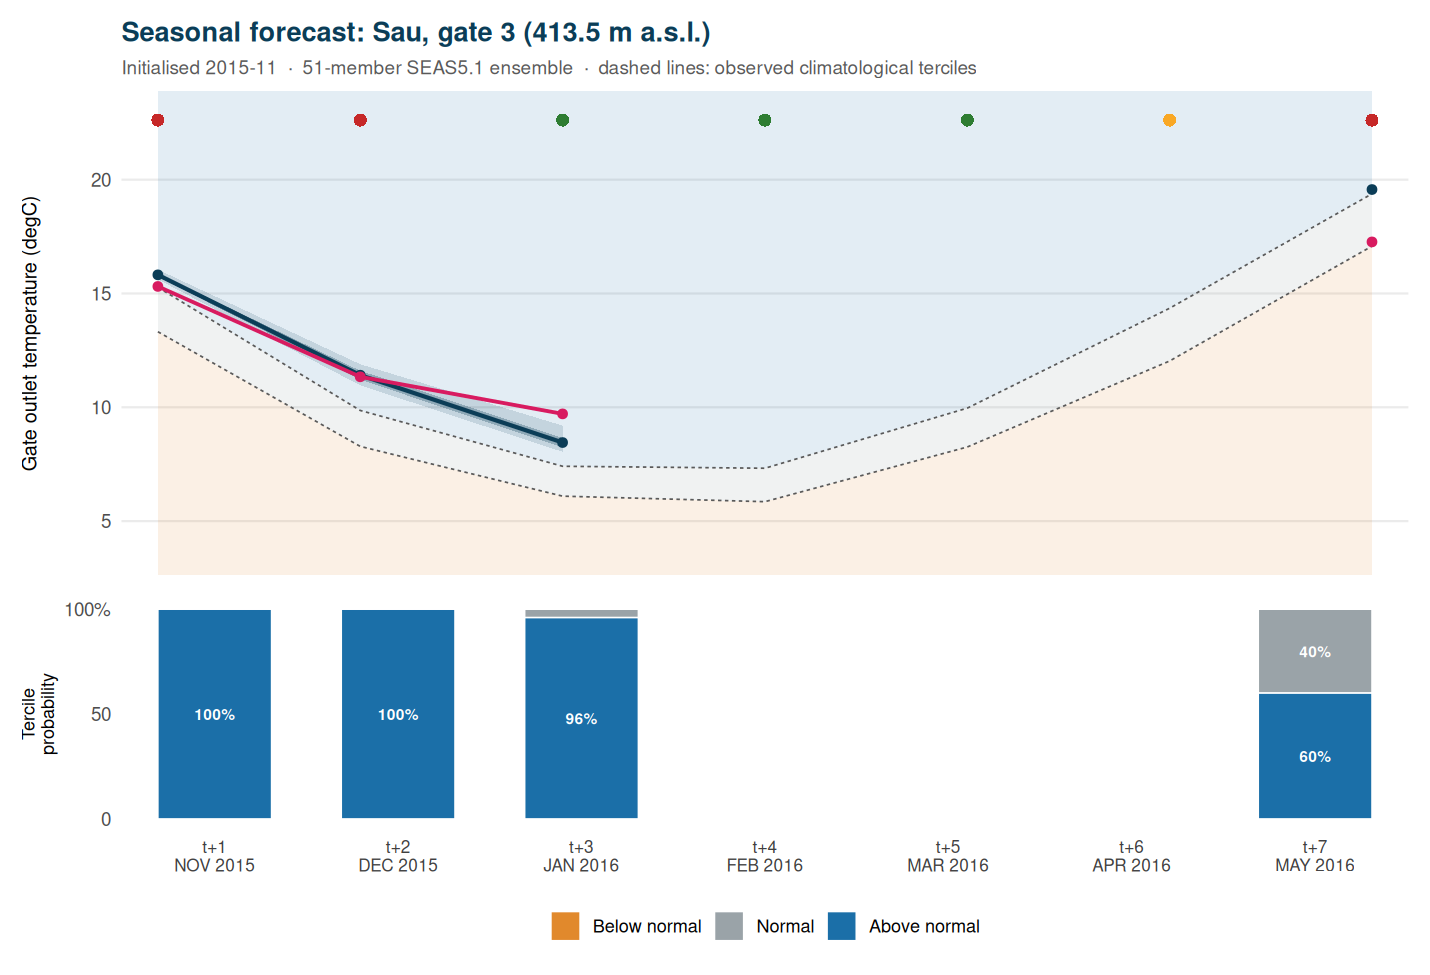 Seasonal forecast: Sau, gate 3 (413.5 m a.s.l.)
Initialised 2015-11 · 51-member SEAS5.1 ensemble · dashed lines: observed climatological terciles
Gate outlet temperature (degC)
20
15
10
5
Tercile
probability
100%
50
0
100%
100%
96%
40%
60%
t+1
NOV 2015
t+2
DEC 2015
t+3
JAN 2016
t+4
FEB 2016
t+5
MAR 2016
t+6
APR 2016
t+7
MAY 2016
Below normal
Normal
Above normal